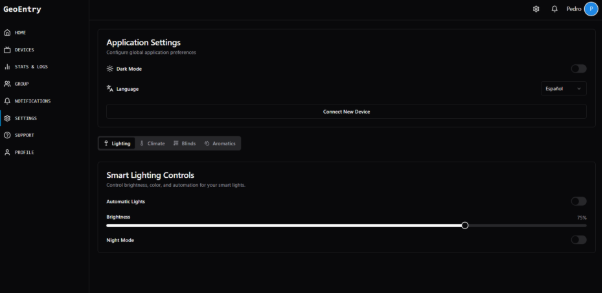 GeoEntry
Pedro P
HOME
DEVICES
STATS & LOGS
GROUP
NOTIFICATIONS
SETTINGS
SUPPORT
PROFILE
Application Settings
Configure global application preferences
Dark Mode
Language
Español
Connect New Device
Lighting Climate Blinds Aromatics
Smart Lighting Controls
Control brightness, color, and automation for your smart lights.
Automatic Lights
Brightness
75%
Night Mode